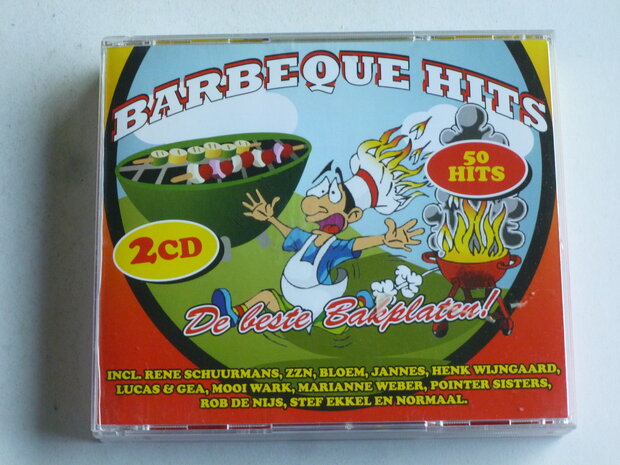 BARBEQUE HITS
50
HITS
2CD
De beste Bakplaten!
INCL. RENE SCHUURMANS, ZZN, BLOEM, JANNES, HENK WIJNGAARD,
LUCAS & GEA, MOOI WARK, MARIANNE WEBER, POINTER SISTERS,
ROB DE NIJS, STEF EKKEL EN NORMAAL.